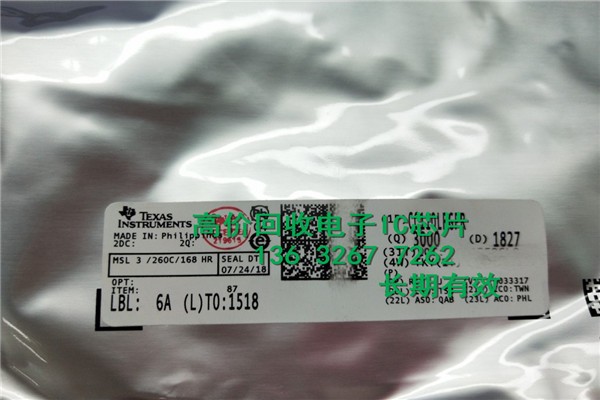 TEXAS
INSTRUMENTS
MADE IN: Philippines
2DC: 2Q:
MSL 3 /260C/168 HR
SEAL DT
07/24/18
OPT:
ITEM: 87
LBL: 6A (L)TO:1518
(Q) 3000 (D) 1827
(P)
(22L) ASO: QAB (23L) ACO: PHL
高价回收电子IC芯片
136 3267 7262
长期有效